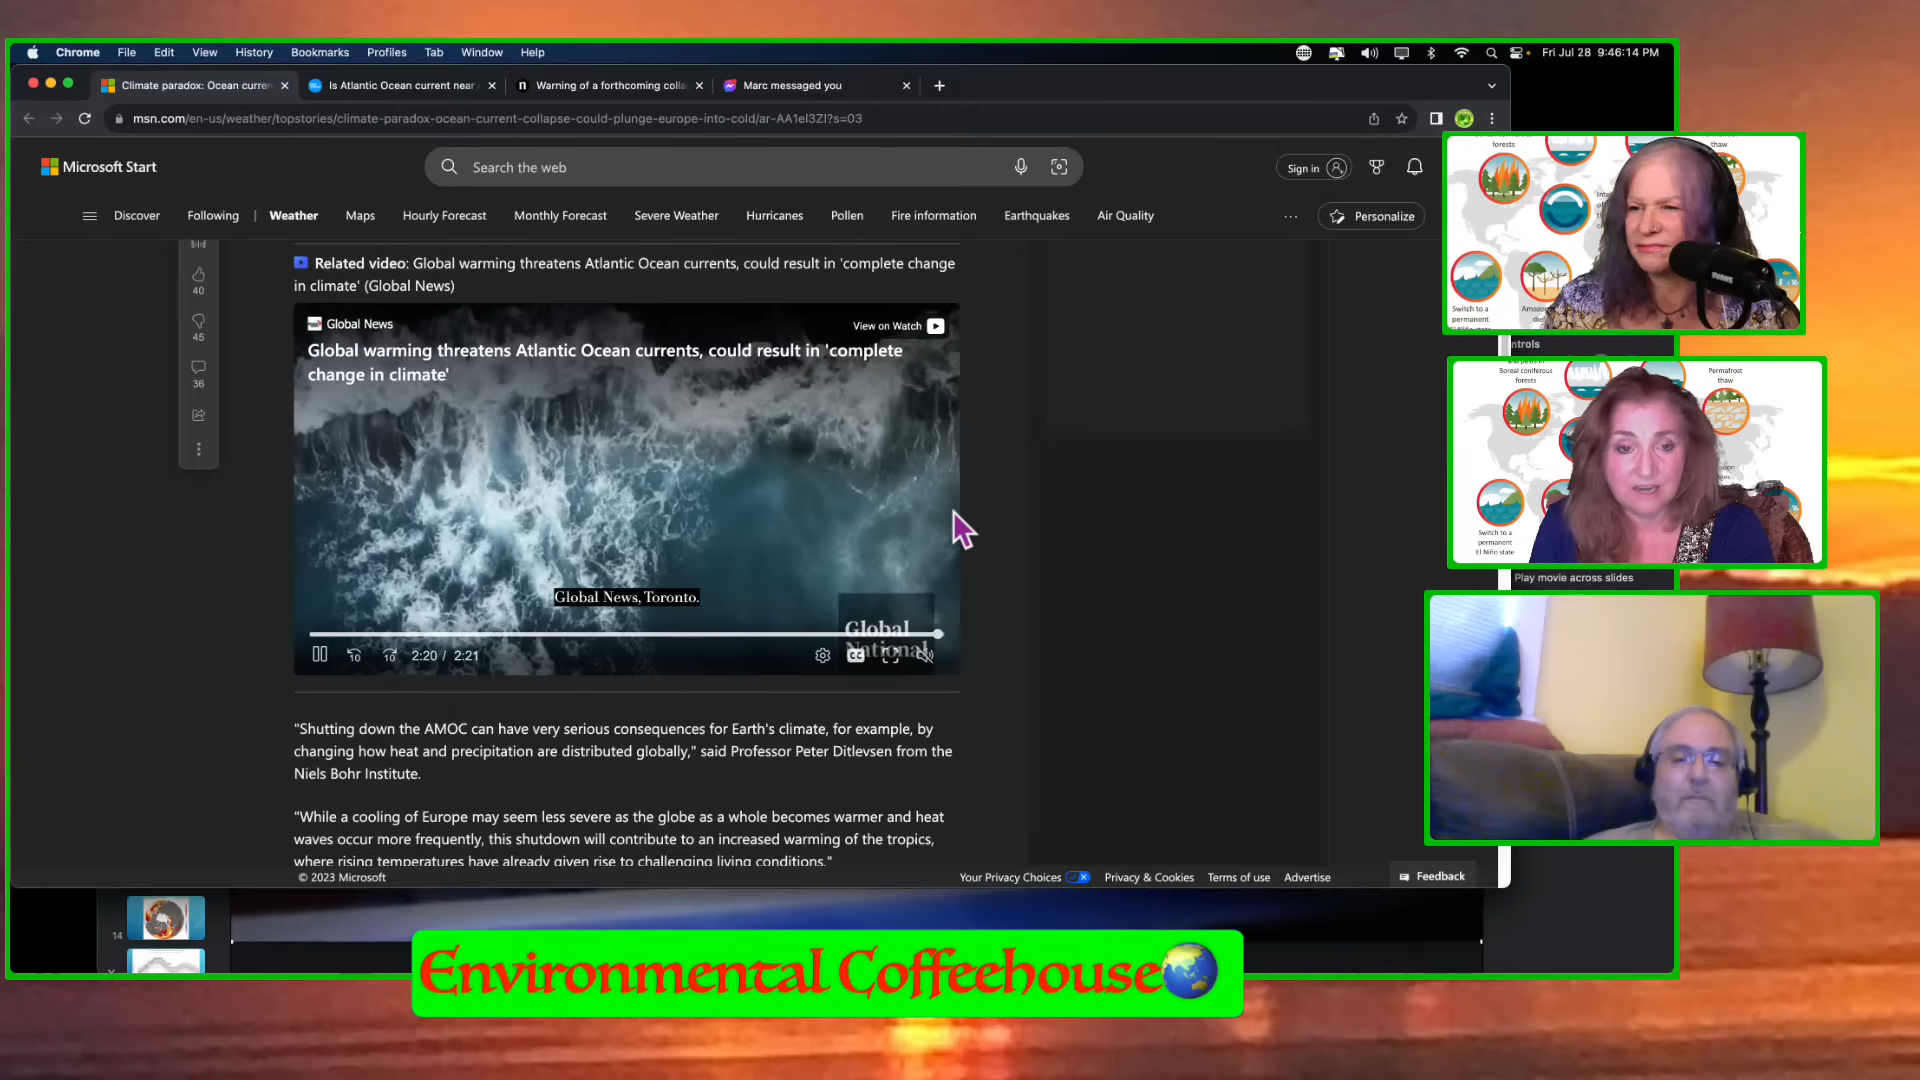 Chrome File Edit View History Bookmarks Profiles Tab Window Help
Fri Jul 28 9:46:14 PM
Climate paradox: Ocean curren
Is Atlantic Ocean current near
Warning of a forthcoming colla
Marc messaged you
msn.com/en-us/weather/topstories/climate-paradox-ocean-current-collapse-could-plunge-europe-into-cold/ar-AA1el3Zl?s=03
Microsoft Start
Search the web
Sign in
Discover Following Weather Maps Hourly Forecast Monthly Forecast Severe Weather Hurricanes Pollen Fire information Earthquakes Air Quality
Personalize
40
45
36
Related video: Global warming threatens Atlantic Ocean currents, could result in 'complete change
in climate' (Global News)
Global News
View on Watch
Global warming threatens Atlantic Ocean currents, could result in 'complete
change in climate'
Global News, Toronto.
Global
National
10 10 2:20 / 2:21
CC
"Shutting down the AMOC can have very serious consequences for Earth's climate, for example, by
changing how heat and precipitation are distributed globally," said Professor Peter Ditlevsen from the
Niels Bohr Institute.
"While a cooling of Europe may seem less severe as the globe as a whole becomes warmer and heat
waves occur more frequently, this shutdown will contribute to an increased warming of the tropics,
where rising temperatures have already given rise to challenging living conditions."
© 2023 Microsoft
Your Privacy Choices
Privacy & Cookies
Terms of use
Advertise
Feedback
forests
thaw
Switch to a
permanent
Amazo
ntrols
Boreal coniferous
forests
Permafrost
thaw
Switch to a
permanent
El Niño state
Play movie across slides
14
Environmental Coffeehouse